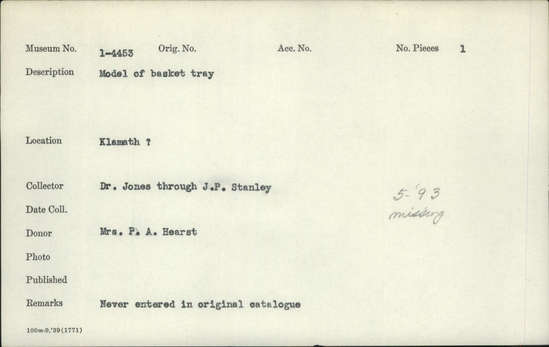 Museum No. 1-4453 Orig. No. Acc. No. No. Pieces 1
Description Model of basket tray
Location Klamath ?
Collector Dr. Jones through J.P. Stanley
5-'93
Date Coll. missing
Donor Mrs. P. A. Hearst
Photo
Published
Remarks Never entered in original catalogue
100m-9,'39(1771)